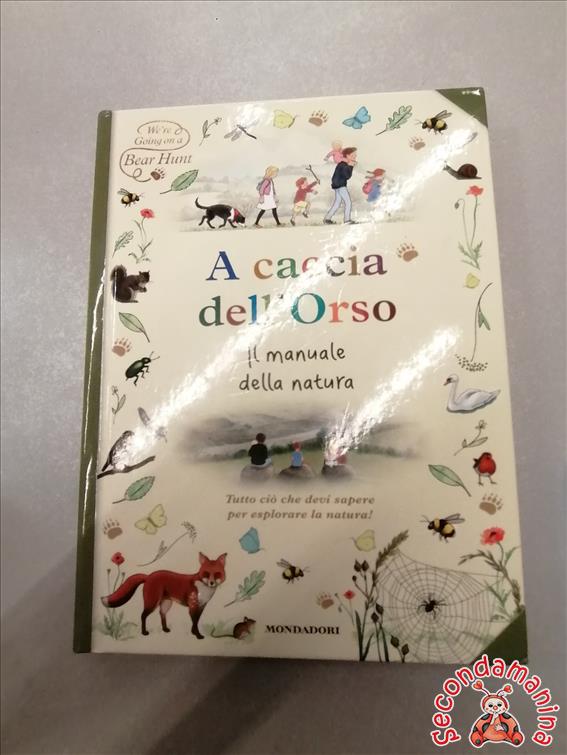 We're
Going on a
Bear Hunt
A caccia
dell'Orso
Il manuale
della natura
Tutto ciò che devi sapere
per esplorare la natura!
MONDADORI
Secondamanina